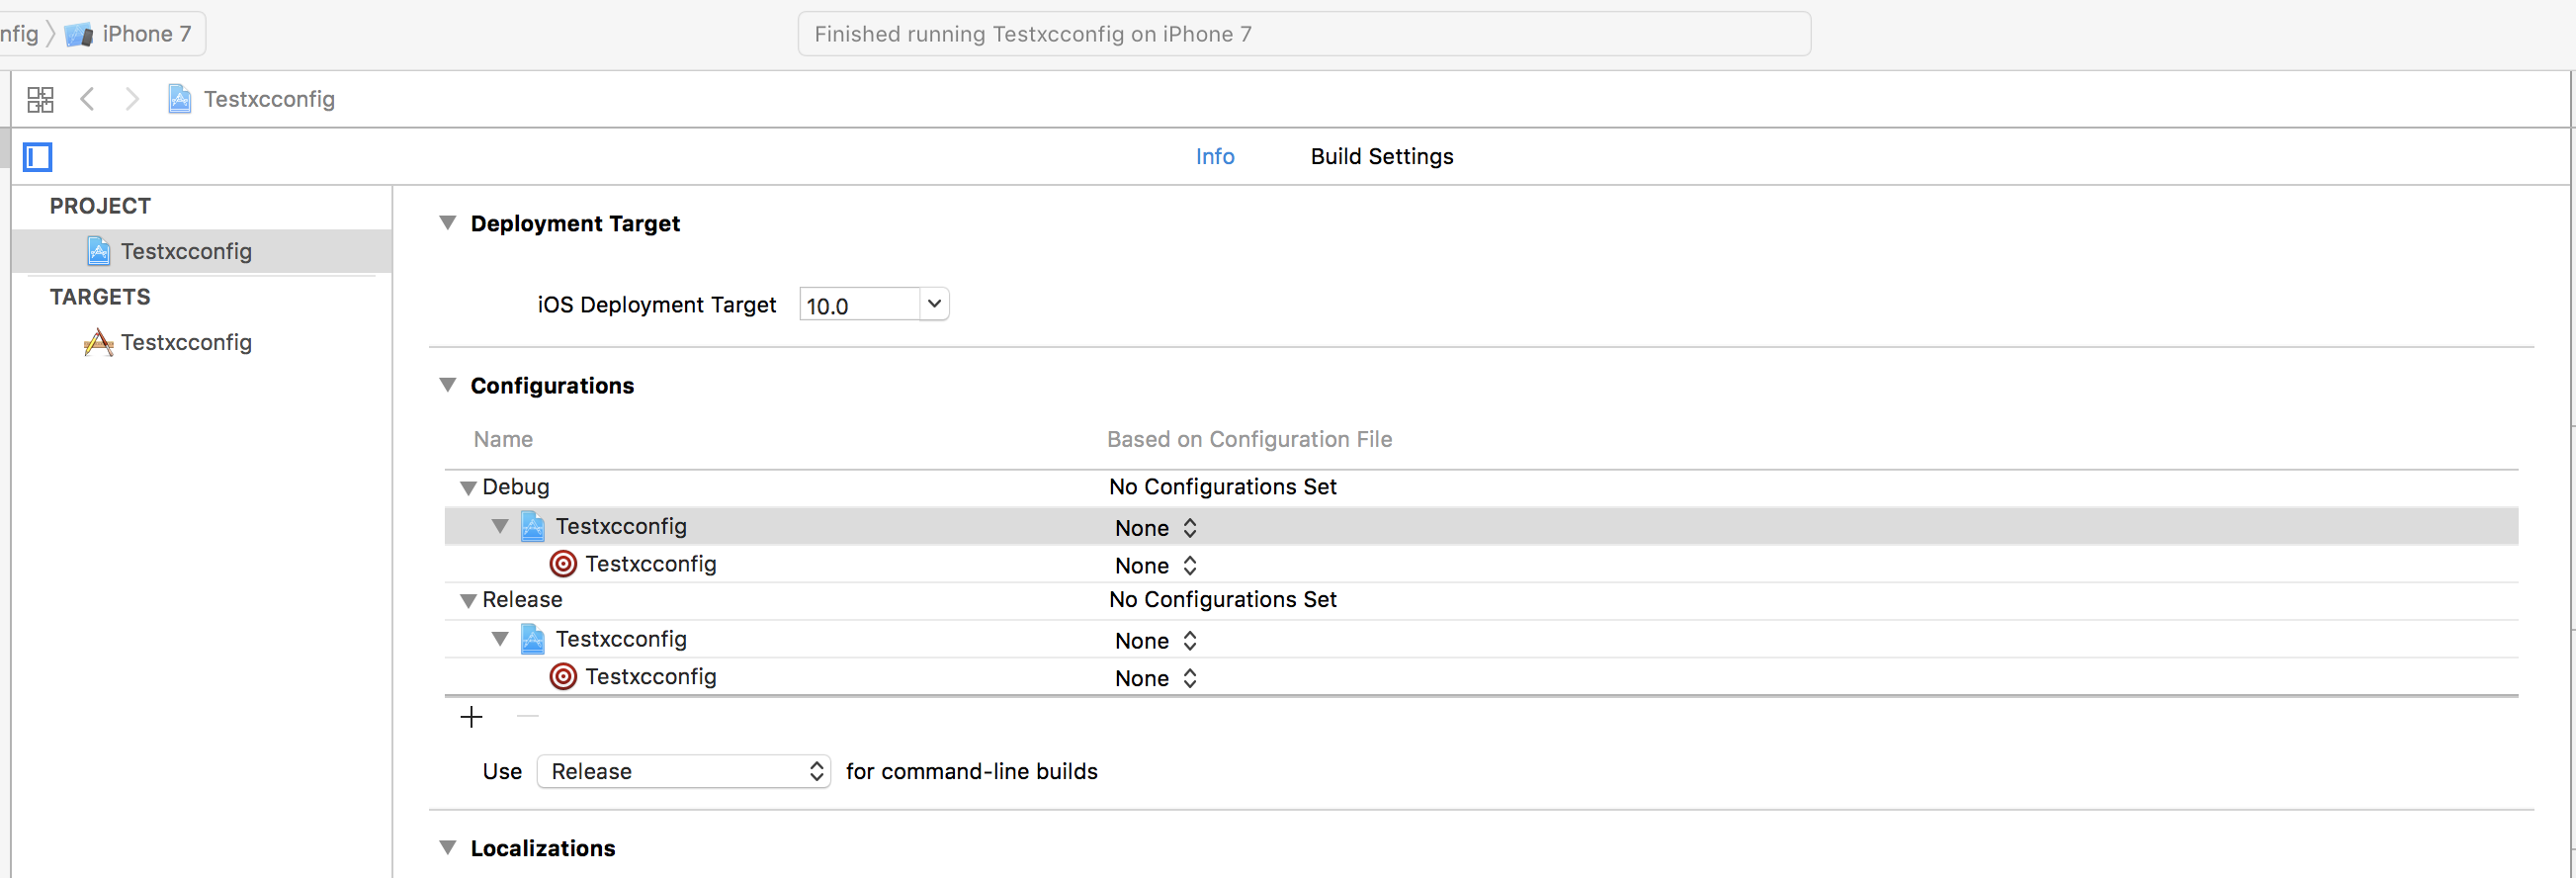 nfig iPhone 7 Finished running Testxcconfig on iPhone 7
Testxcconfig
Info Build Settings
PROJECT
Testxcconfig
TARGETS
Testxcconfig
Deployment Target
iOS Deployment Target 10.0
Configurations
Name Based on Configuration File
Debug No Configurations Set
Testxcconfig None
Testxcconfig None
Release No Configurations Set
Testxcconfig None
Testxcconfig None
Use Release for command-line builds
Localizations